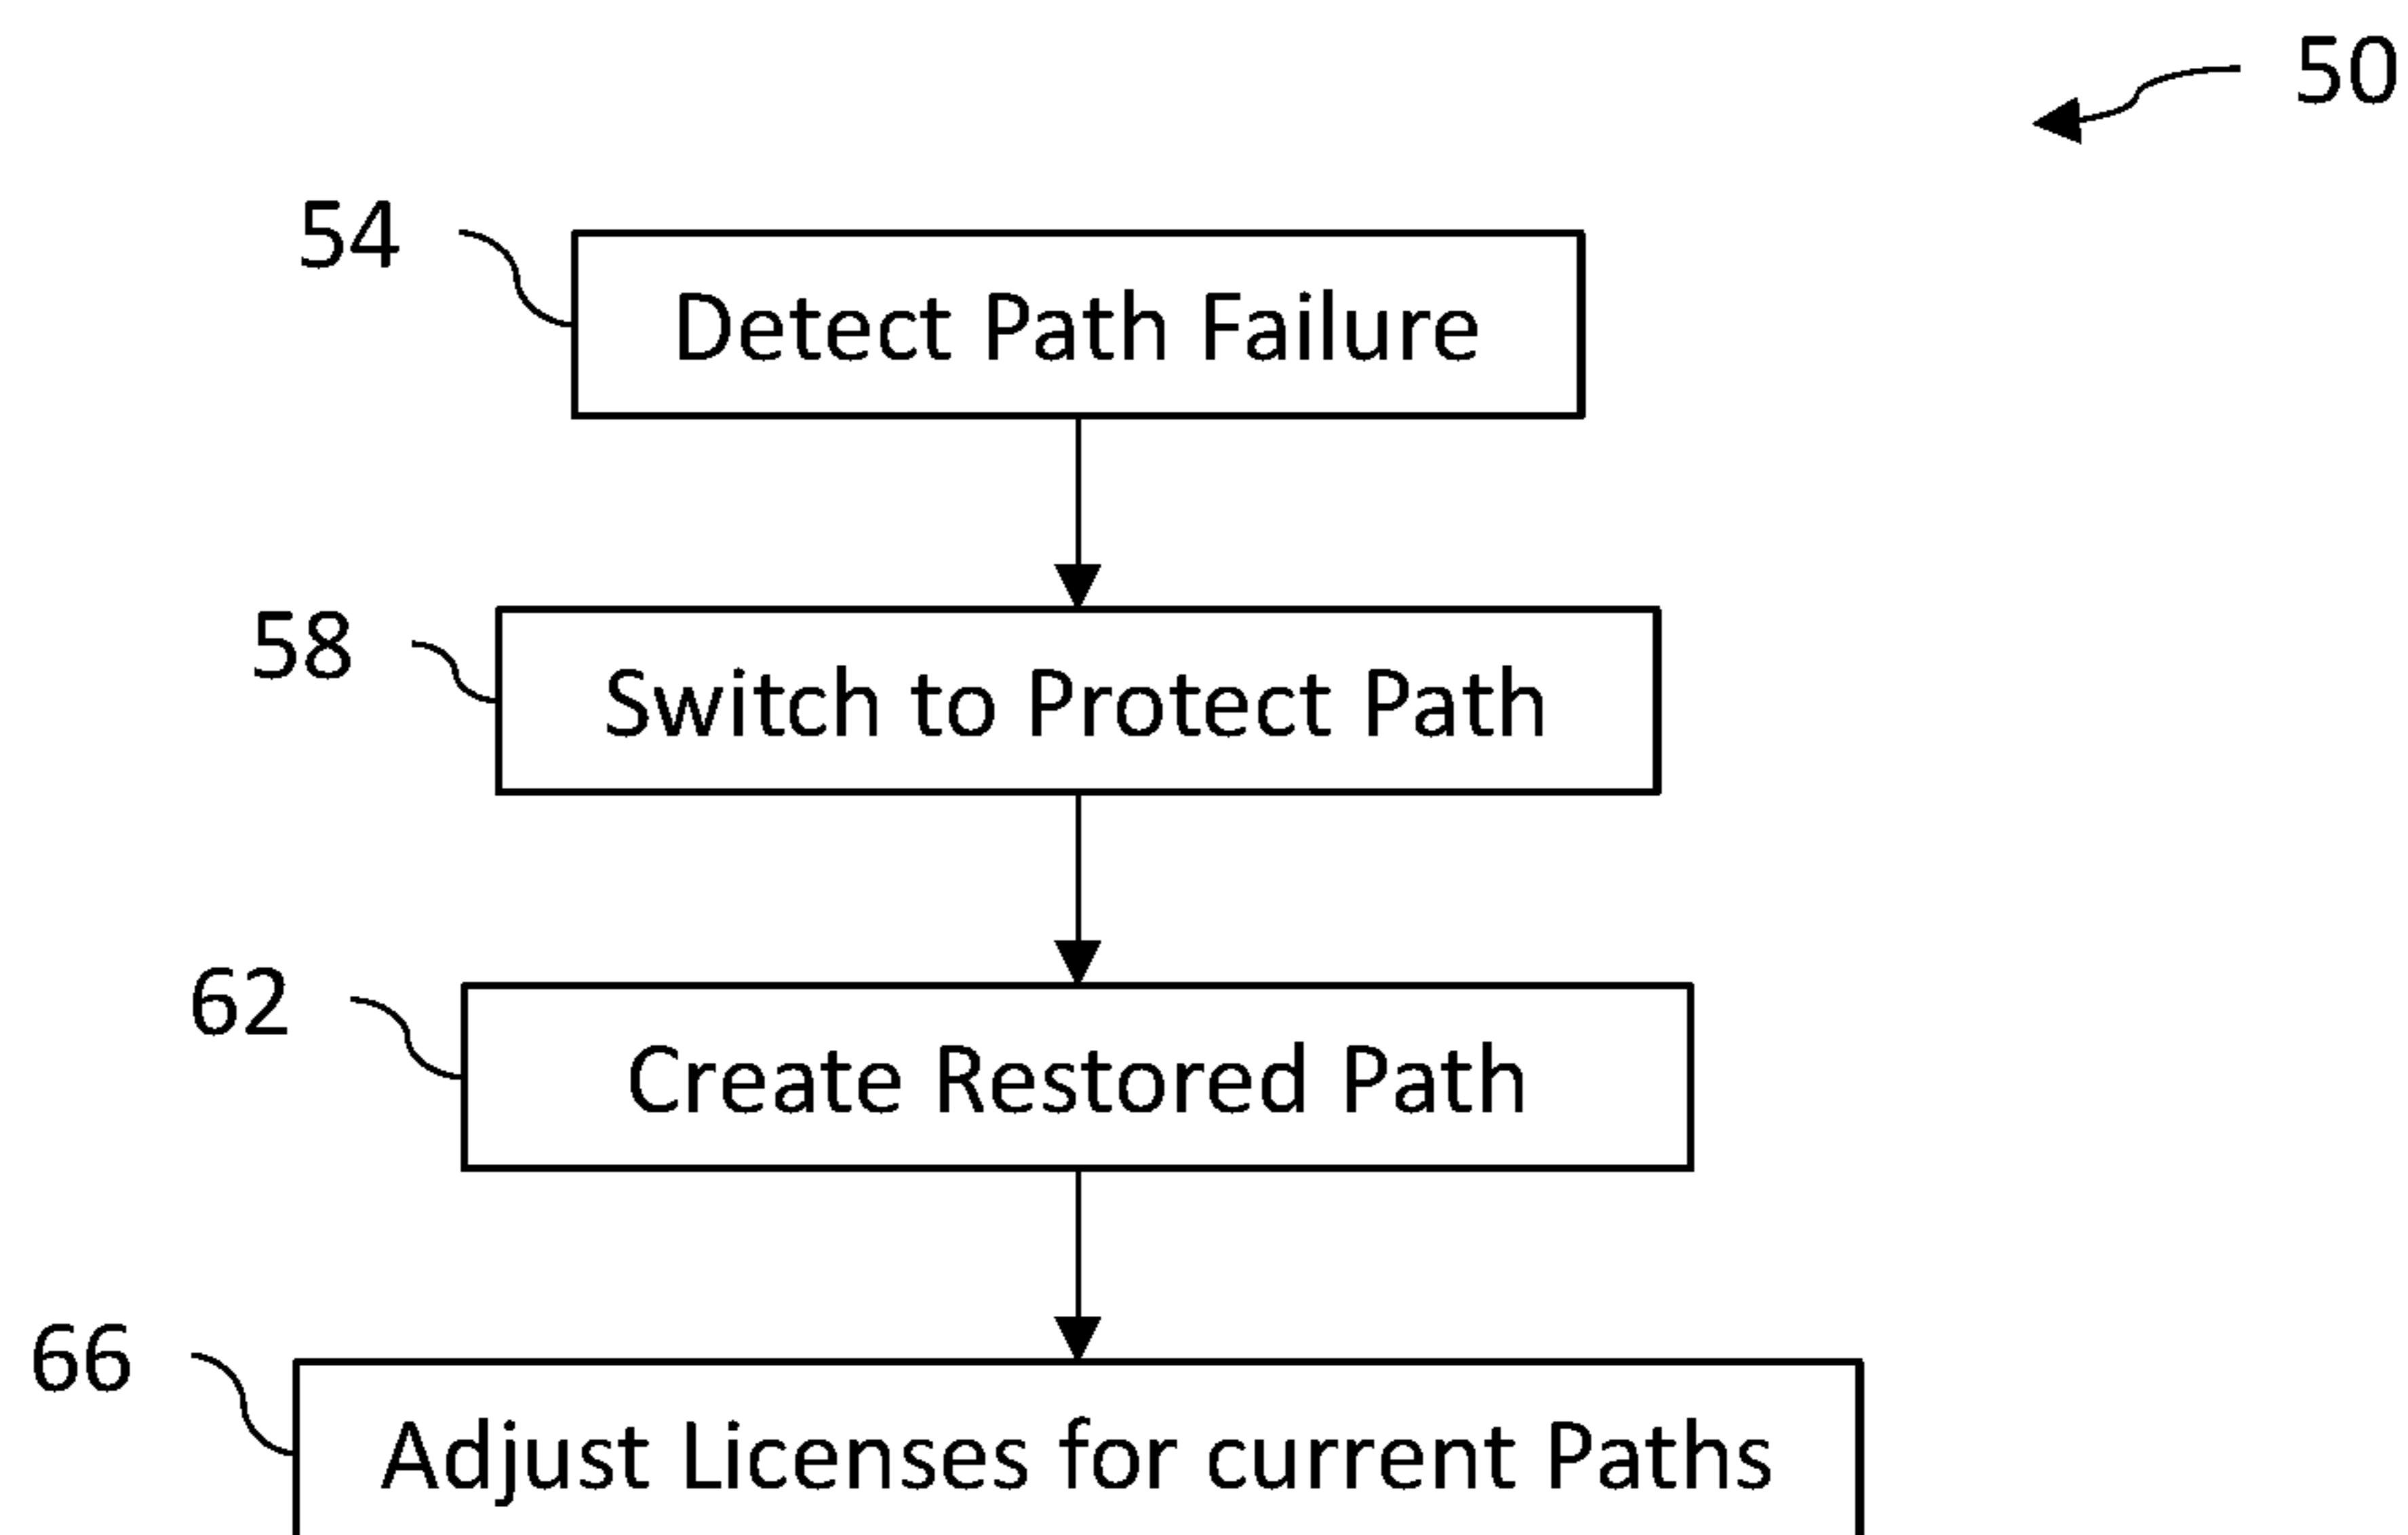 50
54
Detect Path Failure
58
Switch to Protect Path
62
Create Restored Path
66
Adjust Licenses for current Paths